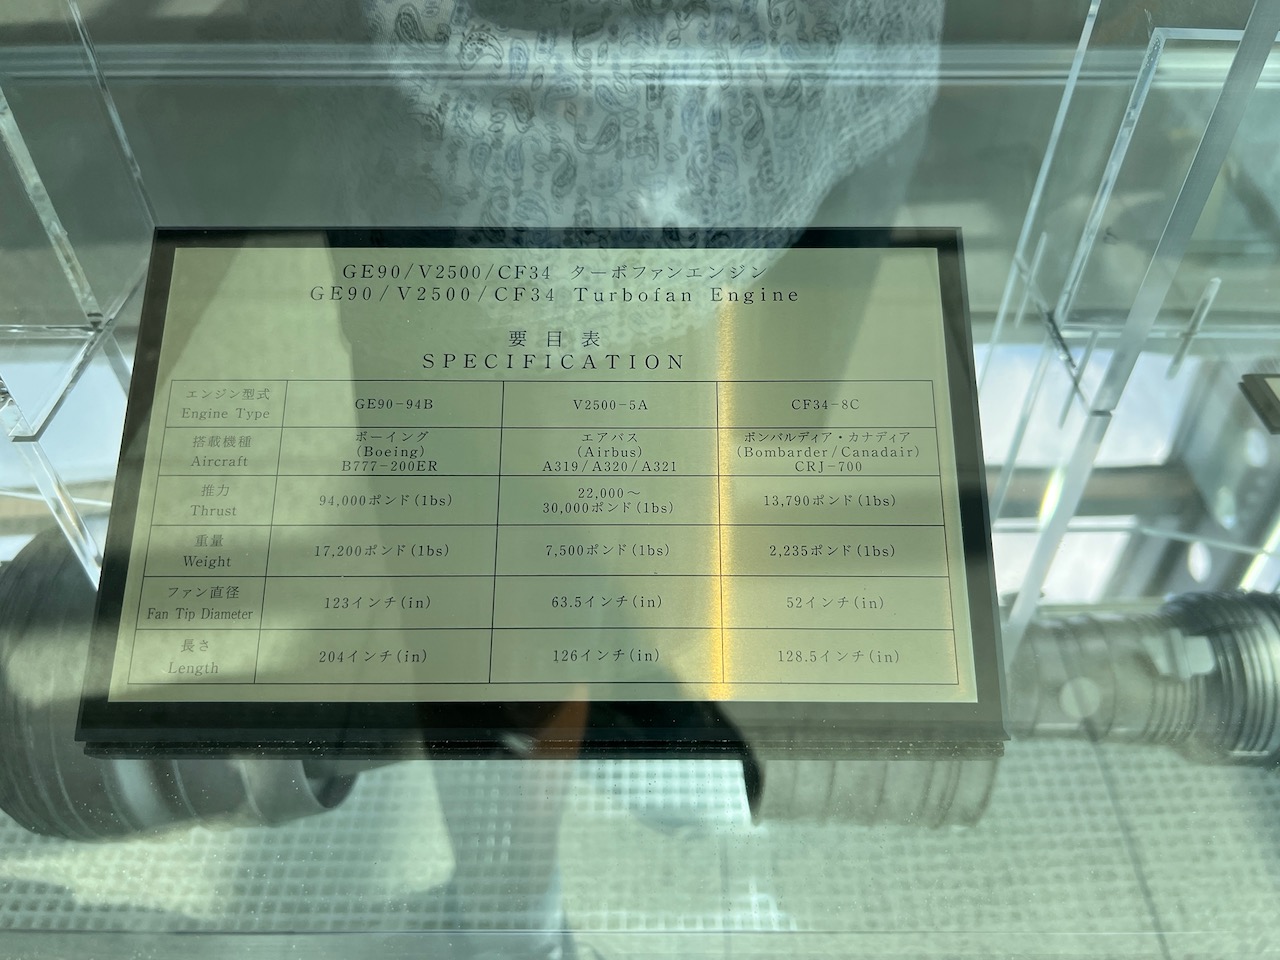 GE90/V2500/CF34 ターボファンエンジン
GE90/V2500/CF34 Turbofan Engine
要目表
SPECIFICATION
エンジン型式
Engine Type
GE90-94B
V2500-5A
CF34-8C
搭載機種
Aircraft
ボーイング
(Boeing)
B777-200ER
エアバス
(Airbus)
A319/A320/A321
ボンバルディア・カナディア
(Bombarder/Canadair)
CRJ-700
推力
Thrust
94,000ポンド(lbs)
22,000～
30,000ポンド(lbs)
13,790ポンド(lbs)
重量
Weight
17,200ポンド(lbs)
7,500ポンド(lbs)
2,235ポンド(lbs)
ファン直径
Fan Tip Diameter
123インチ(in)
63.5インチ(in)
52インチ(in)
長さ
Length
204インチ(in)
126インチ(in)
128.5インチ(in)